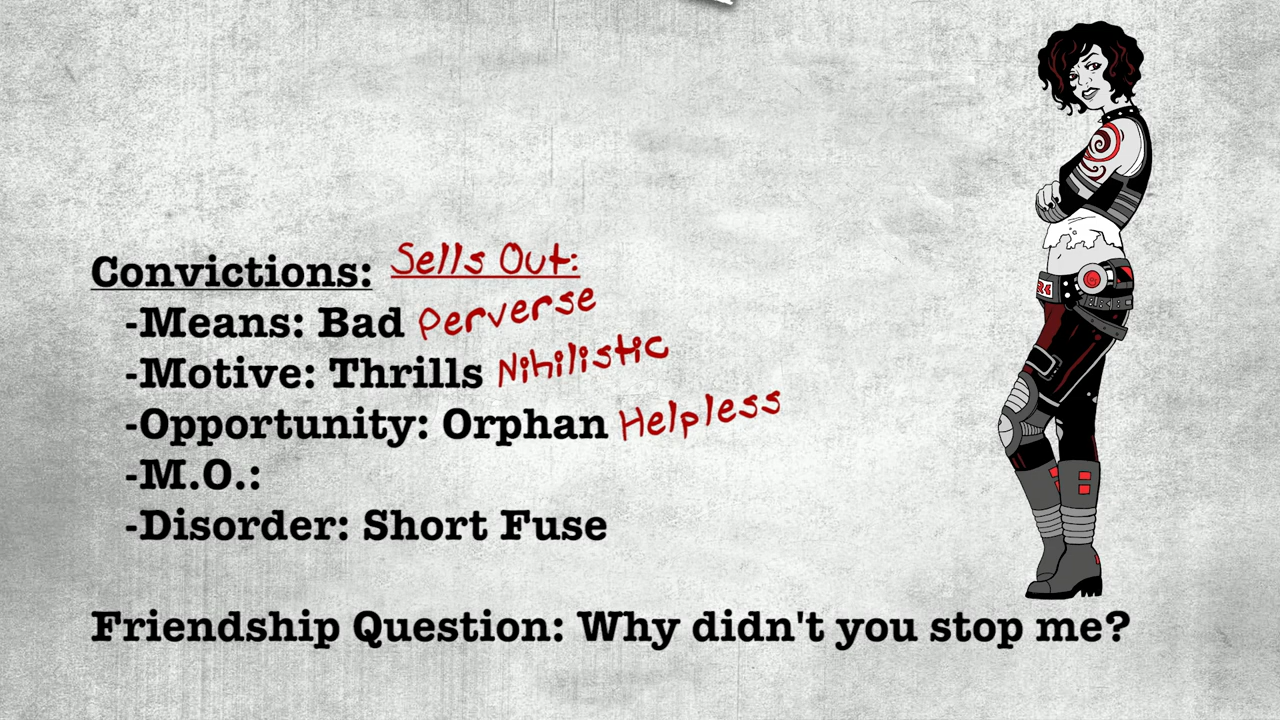 Convictions: Sells Out:
-Means: Bad Perverse
-Motive: Thrills Nihilistic
-Opportunity: Orphan Helpless
-M.O.:
-Disorder: Short Fuse
Friendship Question: Why didn't you stop me?